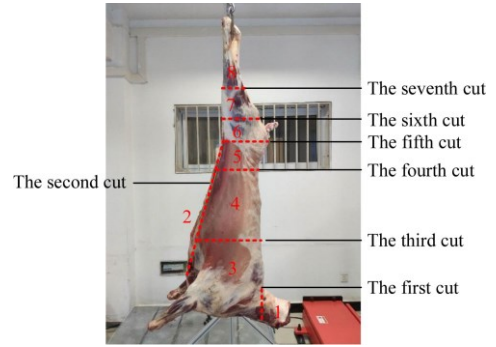 8
The seventh cut
7
The sixth cut
6
The fifth cut
5
The fourth cut
The second cut
4
2
The third cut
3
The first cut
1